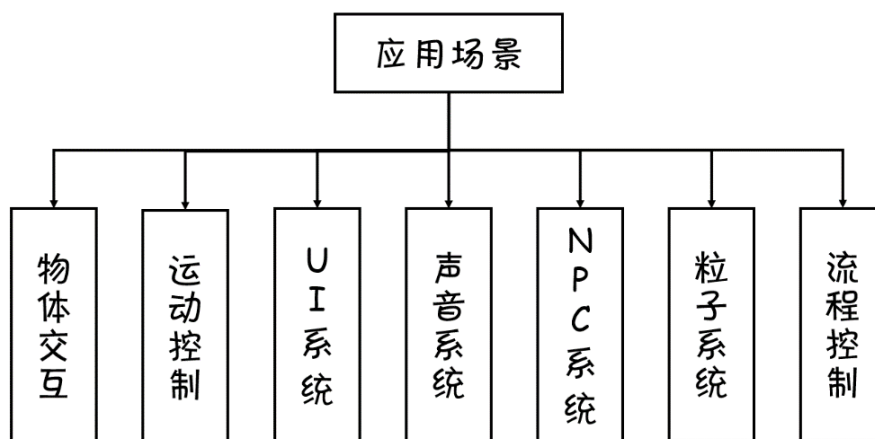 应用场景
物体交互
运动控制
UI系统
声音系统
NPC系统
粒子系统
流程控制